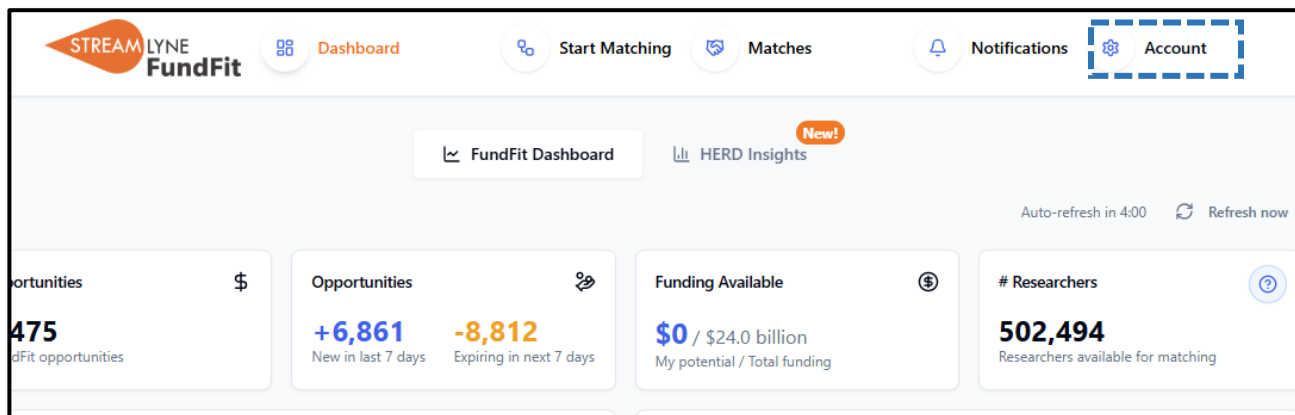 STREAMLYNE
FundFit
Dashboard
Start Matching
Matches
Notifications
Account
New!
FundFit Dashboard
HERD Insights
Auto-refresh in 4:00
Refresh now
ortunities
$
475
dFit opportunities
Opportunities
+6,861
-8,812
New in last 7 days
Expiring in next 7 days
Funding Available
$0 / $24.0 billion
My potential / Total funding
# Researchers
502,494
Researchers available for matching